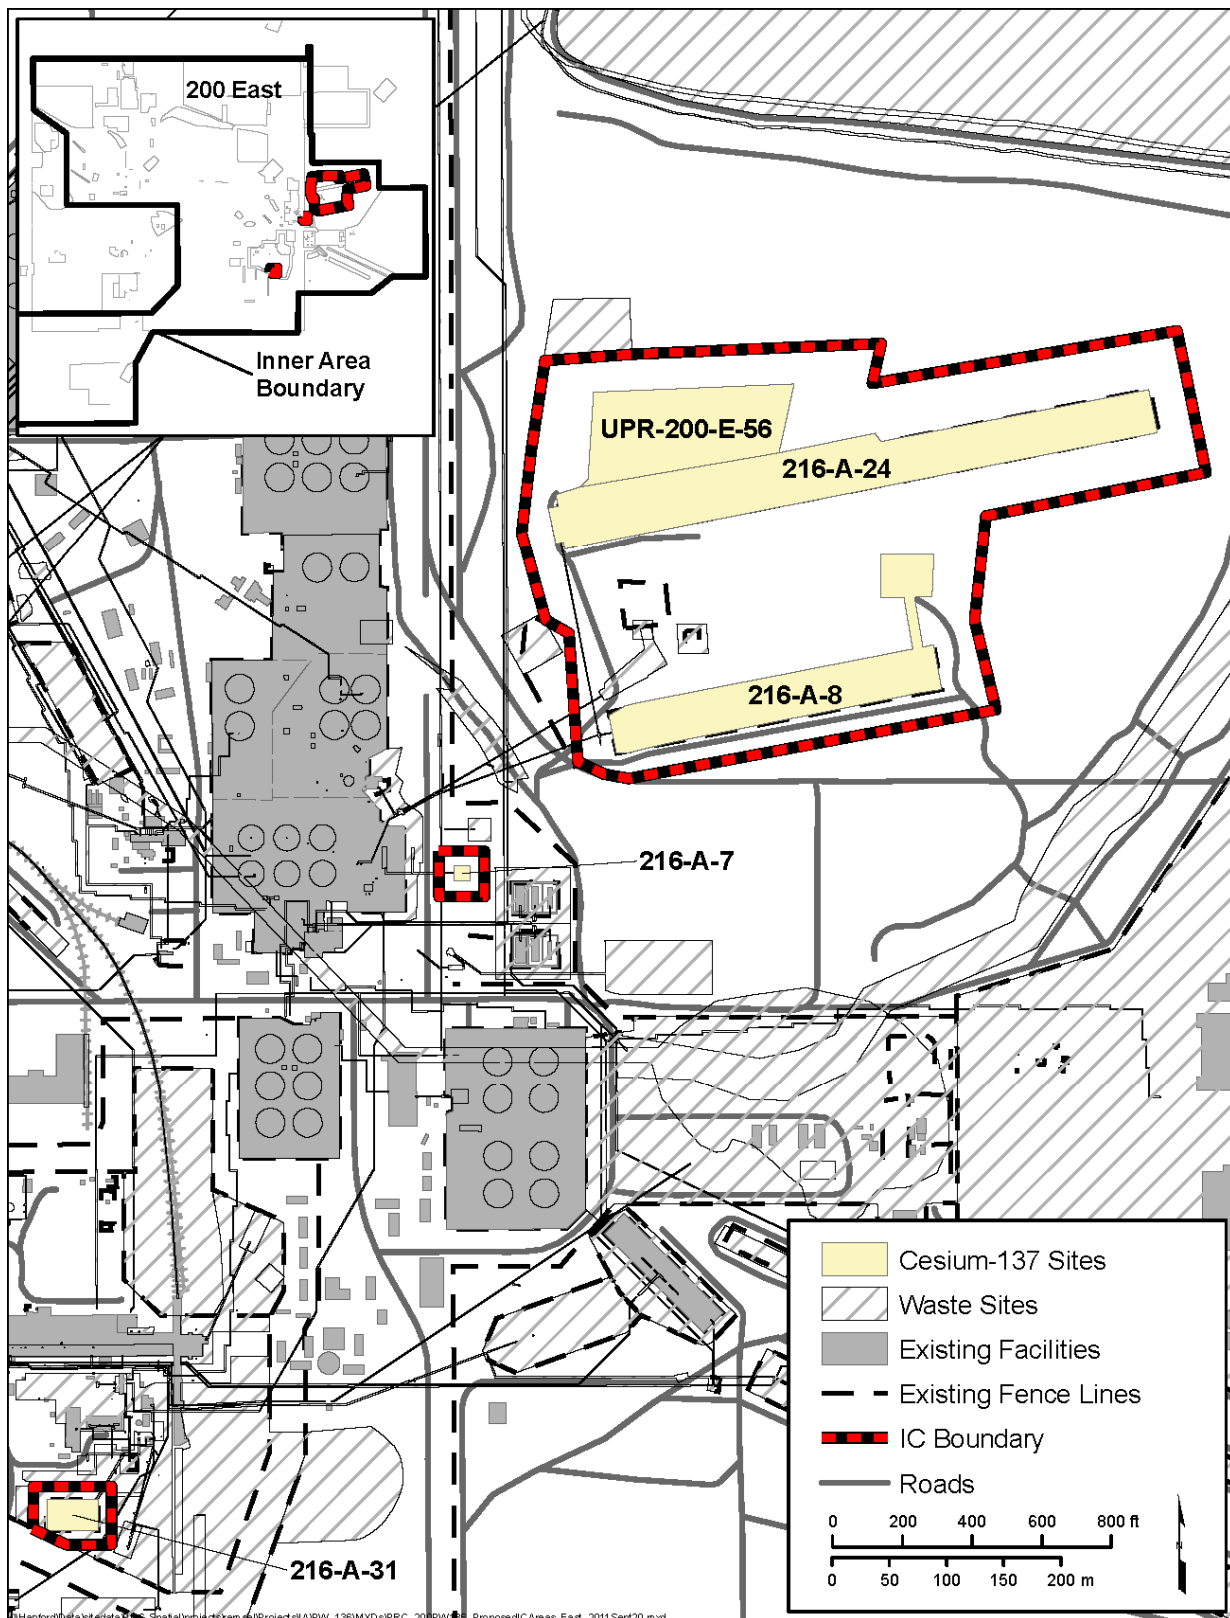 200 East
Inner Area
Boundary
UPR-200-E-56
216-A-24
216-A-8
216-A-7
216-A-31
Cesium-137 Sites
Waste Sites
Existing Facilities
Existing Fence Lines
IC Boundary
Roads
0 200 400 600 800 ft
0 50 100 150 200 m